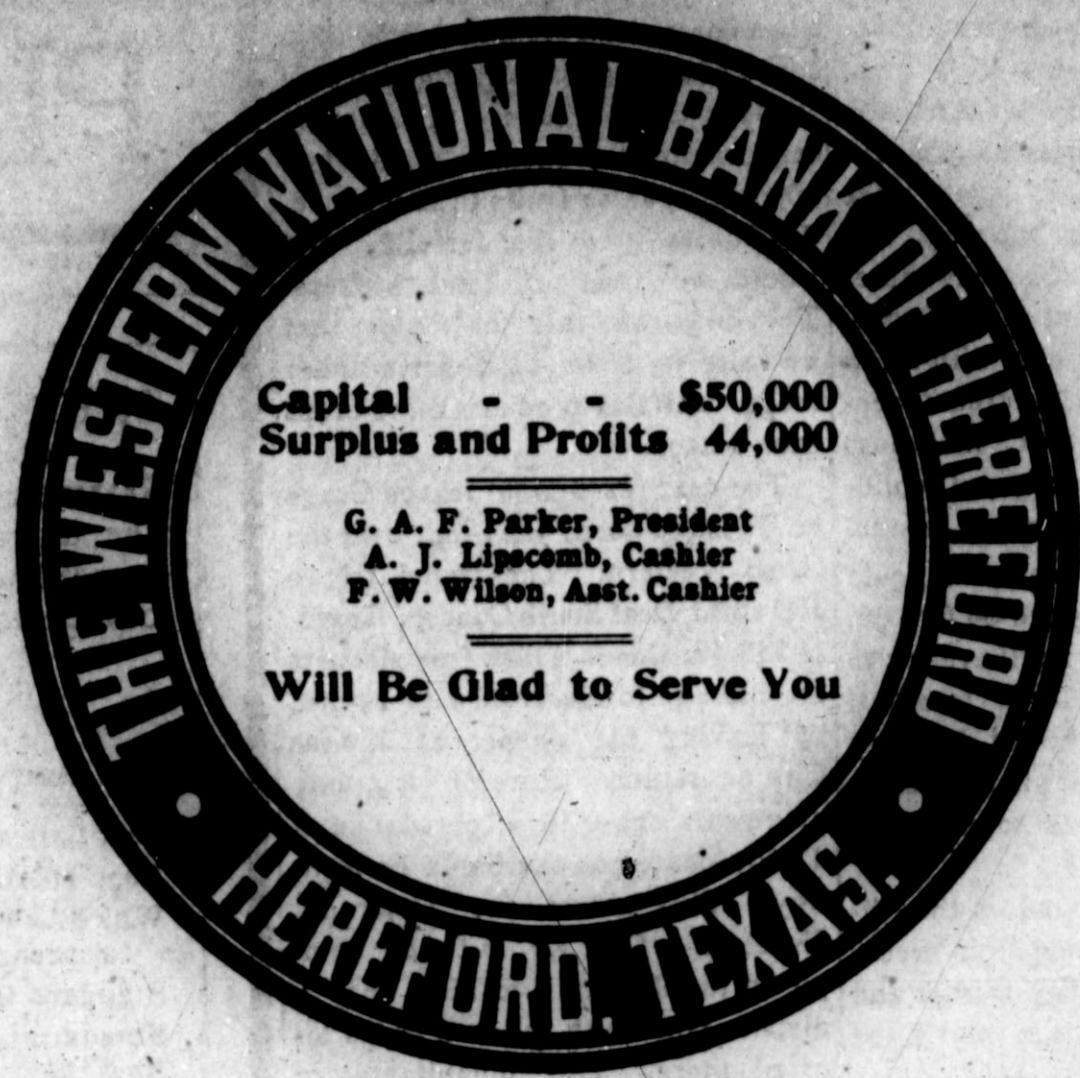 THE WESTERN NATIONAL BANK OF HEREFORD
Capital - - $50,000
Surplus and Profits 44,000
G. A. F. Parker, President
A. J. Lipscomb, Cashier
F. W. Wilson, Asst. Cashier
Will Be Glad to Serve You
HEREFORD, TEXAS.